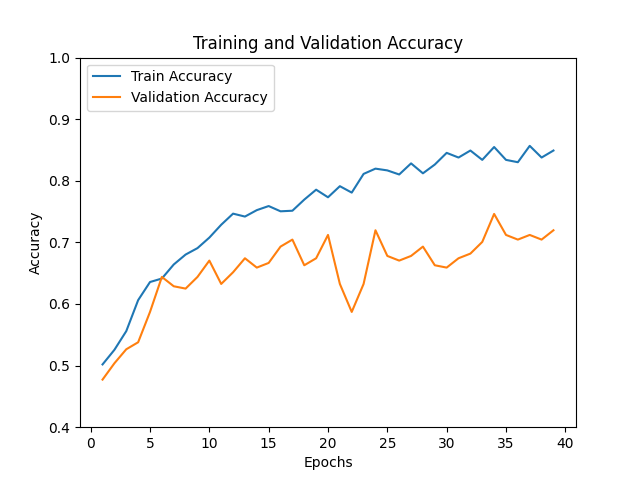 Training and Validation Accuracy
Train Accuracy
Validation Accuracy
Accuracy
1.0
0.9
0.8
0.7
0.6
0.5
0.4
0 5 10 15 20 25 30 35 40
Epochs